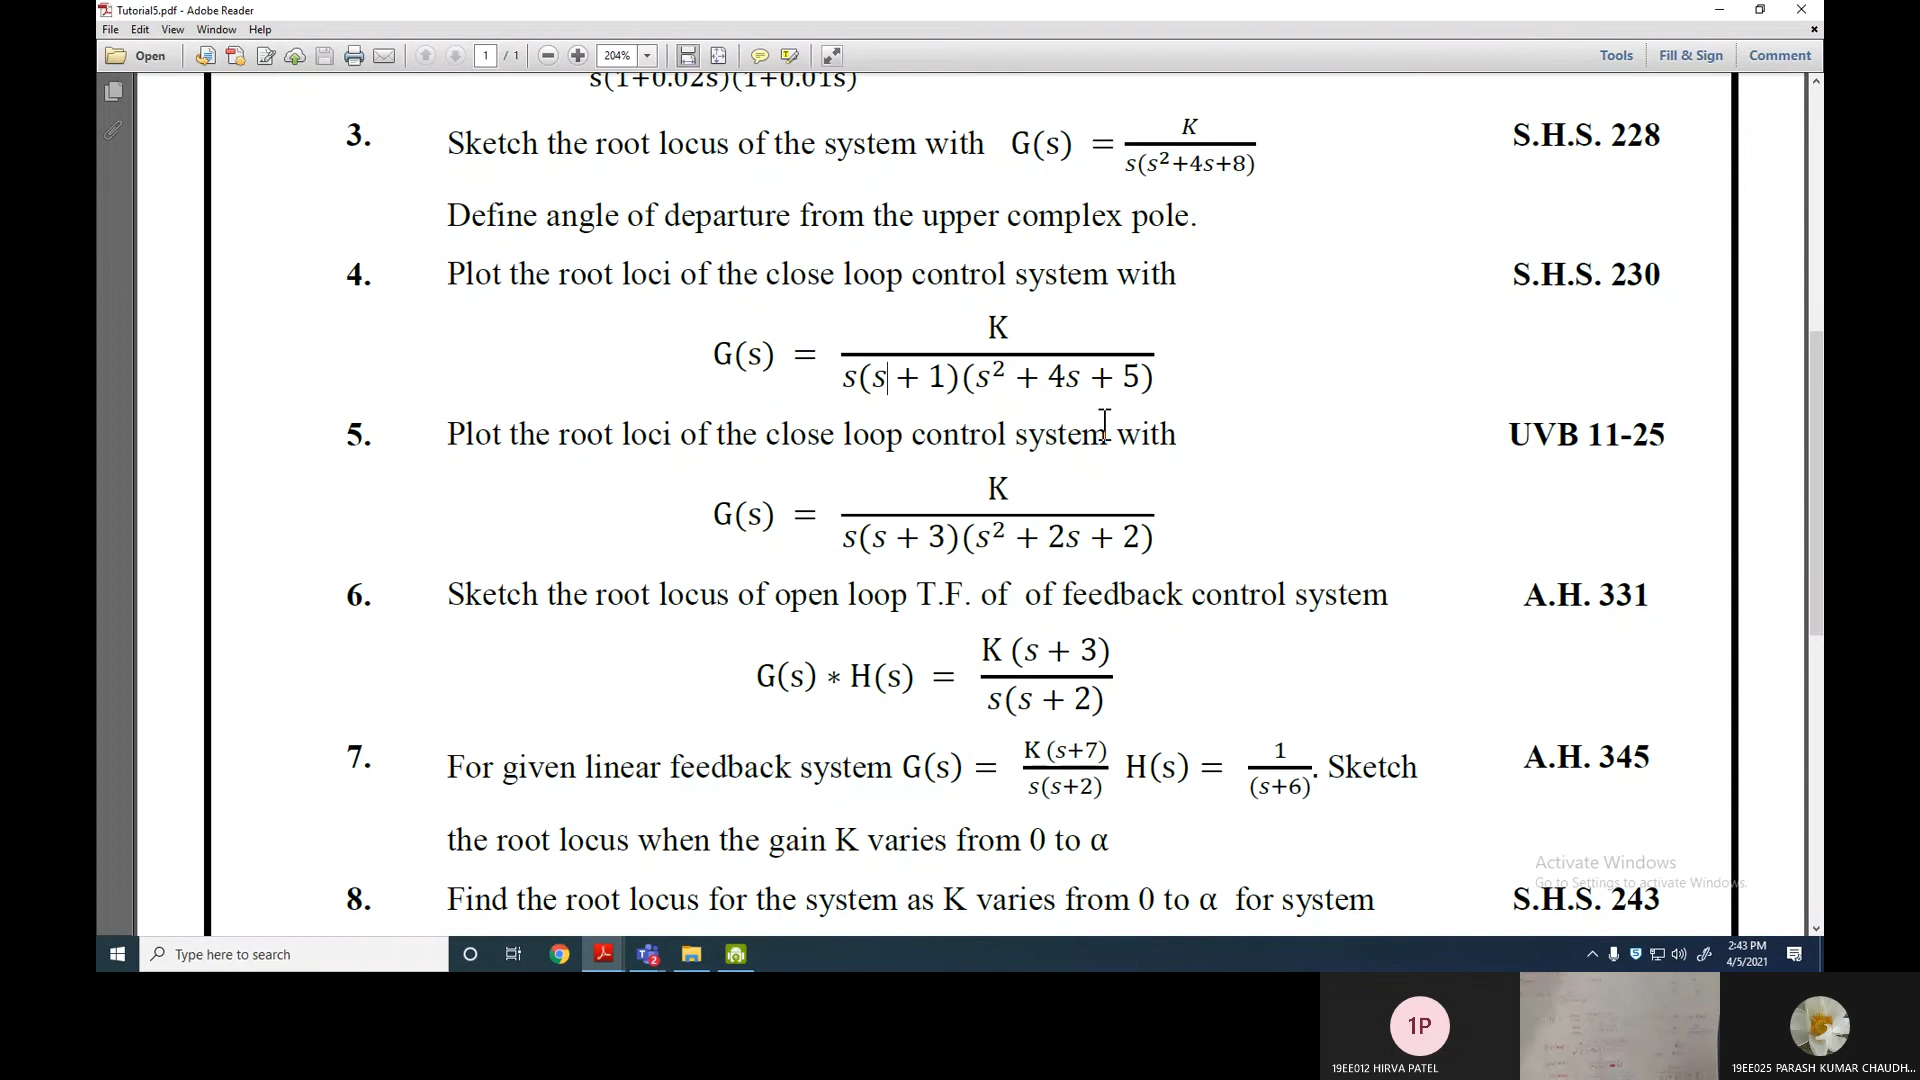 Tutorial5.pdf - Adobe Reader
File Edit View Window Help
Open 1 / 1 204% Tools Fill & Sign Comment
s(1+0.02s)(1+0.01s)
3. Sketch the root locus of the system with G(s) = K / s(s²+4s+8) S.H.S. 228
Define angle of departure from the upper complex pole.
4. Plot the root loci of the close loop control system with S.H.S. 230
G(s) = K / s(s + 1)(s² + 4s + 5)
5. Plot the root loci of the close loop control system with UVB 11-25
G(s) = K / s(s + 3)(s² + 2s + 2)
6. Sketch the root locus of open loop T.F. of of feedback control system A.H. 331
G(s) ∗ H(s) = K (s + 3) / s(s + 2)
7. For given linear feedback system G(s) = K (s+7) / s(s+2) H(s) = 1 / (s+6). Sketch A.H. 345
the root locus when the gain K varies from 0 to α
Activate Windows
Go to Settings to activate Windows.
8. Find the root locus for the system as K varies from 0 to α for system S.H.S. 243
Type here to search
2:43 PM
4/5/2021
1P
19EE012 HIRVA PATEL
19EE025 PARASH KUMAR CHAUDH...